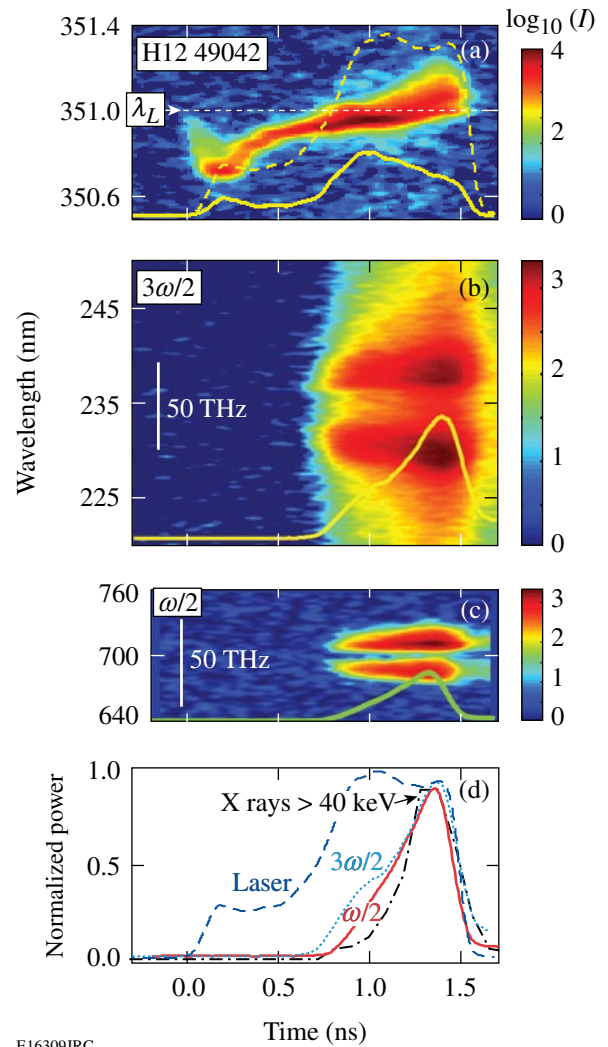 log10 (I)
351.4
H12 49042
(a)
4
λL
351.0
2
350.6
0
3ω/2
(b)
3
245
2
50 THz
235
1
225
0
Wavelength (nm)
760
ω/2
(c)
3
2
700
50 THz
1
640
0
1.0
(d)
X rays > 40 keV
Laser
3ω/2
0.5
ω/2
0.0
Normalized power
0.0
0.5
1.0
1.5
Time (ns)
E16309JRC